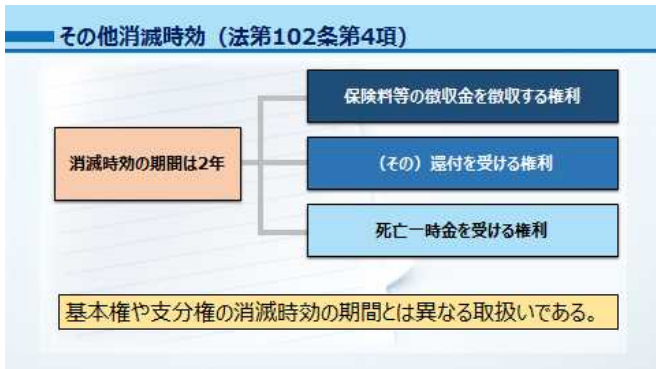 その他消滅時効（法第102条第4項）
保険料等の徴収金を徴収する権利
消滅時効の期間は2年
（その）還付を受ける権利
死亡一時金を受ける権利
基本権や支分権の消滅時効の期間とは異なる取扱いである。